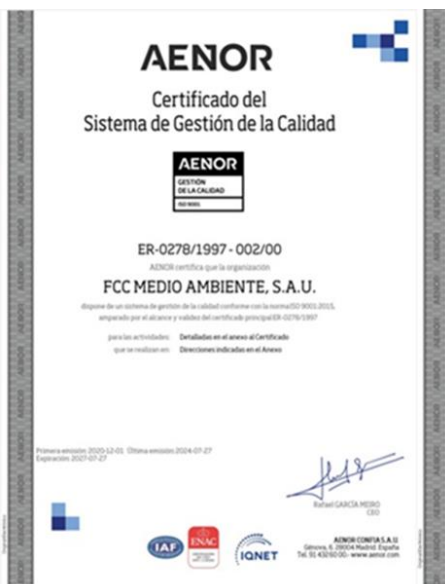 AENOR
Certificado del
Sistema de Gestión de la Calidad
AENOR
GESTIÓN
DE LA CALIDAD
ISO 9001
ER-0278/1997 - 002/00
AENOR certifica que la organización
FCC MEDIO AMBIENTE, S.A.U.
dispone de un sistema de gestión de la calidad conforme con la norma ISO 9001:2015,
amparado por el alcance y validez del certificado principal ER-0278/1997
para las actividades: Detalladas en el anexo al Certificado
que se realizan en: Direcciones indicadas en el Anexo
Primera emisión: 2020-12-01 Última emisión 2024-07-27
Expiración: 2027-07-27
Rafael GARCÍA MEIRO
CEO
IAF
ENAC
IQNET
AENOR CONFIA S.A.U.
Génova, 6. 28004 Madrid. España
Tel. 91 432 60 00.- www.aenor.com